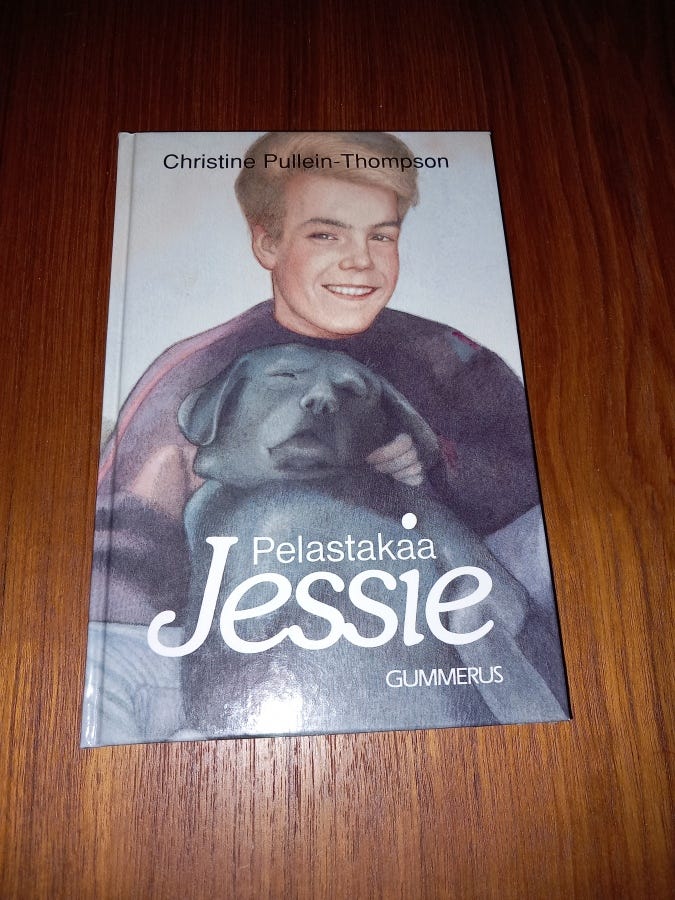 Christine Pullein-Thompson
Pelastakaa
Jessie
GUMMERUS